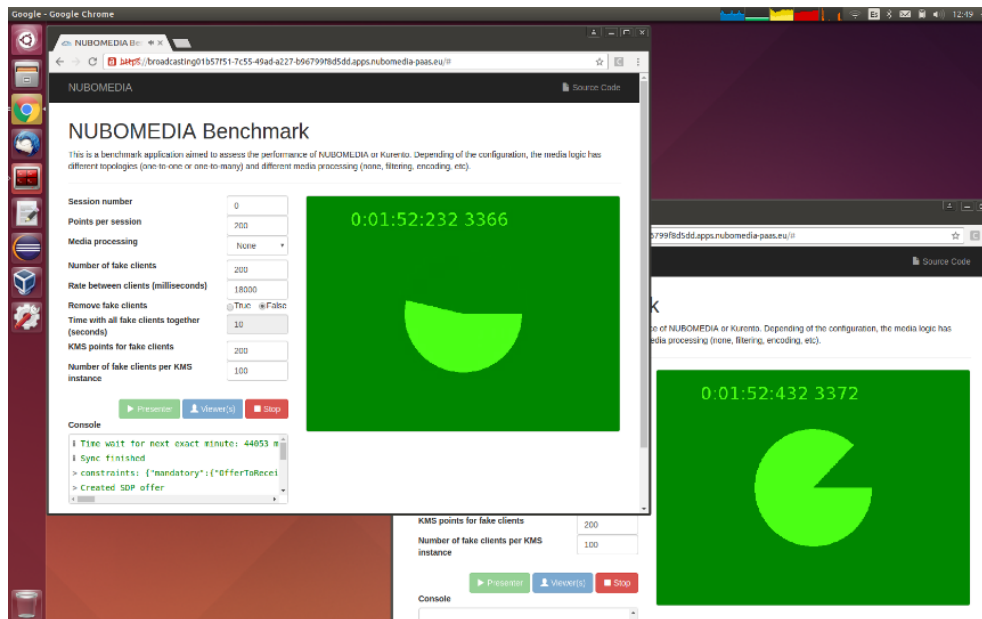 Google - Google Chrome
Es
12:49
NUBOMEDIA Be
https://broadcasting01b57f51-7c55-49ad-a227-b96799f8d5dd.apps.nubomedia-paas.eu/#
NUBOMEDIA
Source Code
NUBOMEDIA Benchmark
This is a benchmark application aimed to assess the performance of NUBOMEDIA or Kurento. Depending of the configuration, the media logic has
different topologies (one-to-one or one-to-many) and different media processing (none, filtering, encoding, etc).
Session number
0
Points per session
200
Media processing
None
Number of fake clients
200
Rate between clients (milliseconds)
18000
Remove fake clients
True
False
Time with all fake clients together
(seconds)
10
KMS points for fake clients
200
Number of fake clients per KMS
instance
100
Presenter
Viewer(s)
Stop
Console
Time wait for next exact minute: 44053 m
Sync finished
> constraints: {"mandatory":{"OfferToRecei
> Created SDP offer
0:01:52:232 3366
6799f8d5dd.apps.nubomedia-paas.eu/#
Source Code
k
ce of NUBOMEDIA or Kurento. Depending of the configuration, the media logic has
edia processing (none, filtering, encoding, etc).
0:01:52:432 3372
KMS points for fake clients
200
Number of fake clients per KMS
instance
100
Presenter
Viewer(s)
Stop
Console